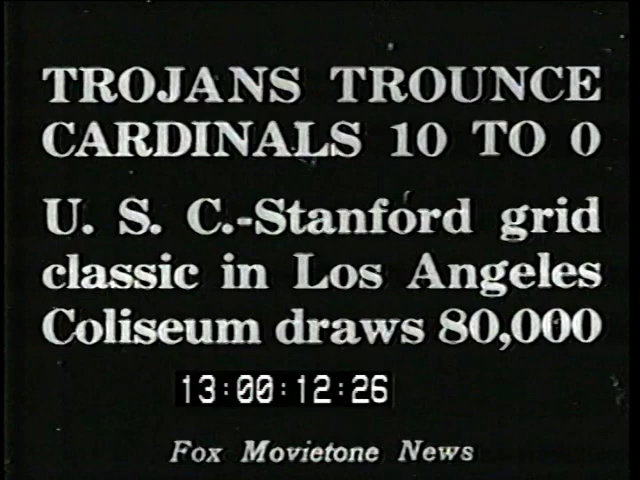 TROJANS TROUNCE
CARDINALS 10 TO 0
U. S. C.-Stanford grid
classic in Los Angeles
Coliseum draws 80,000
13:00:12:26
Fox Movietone News